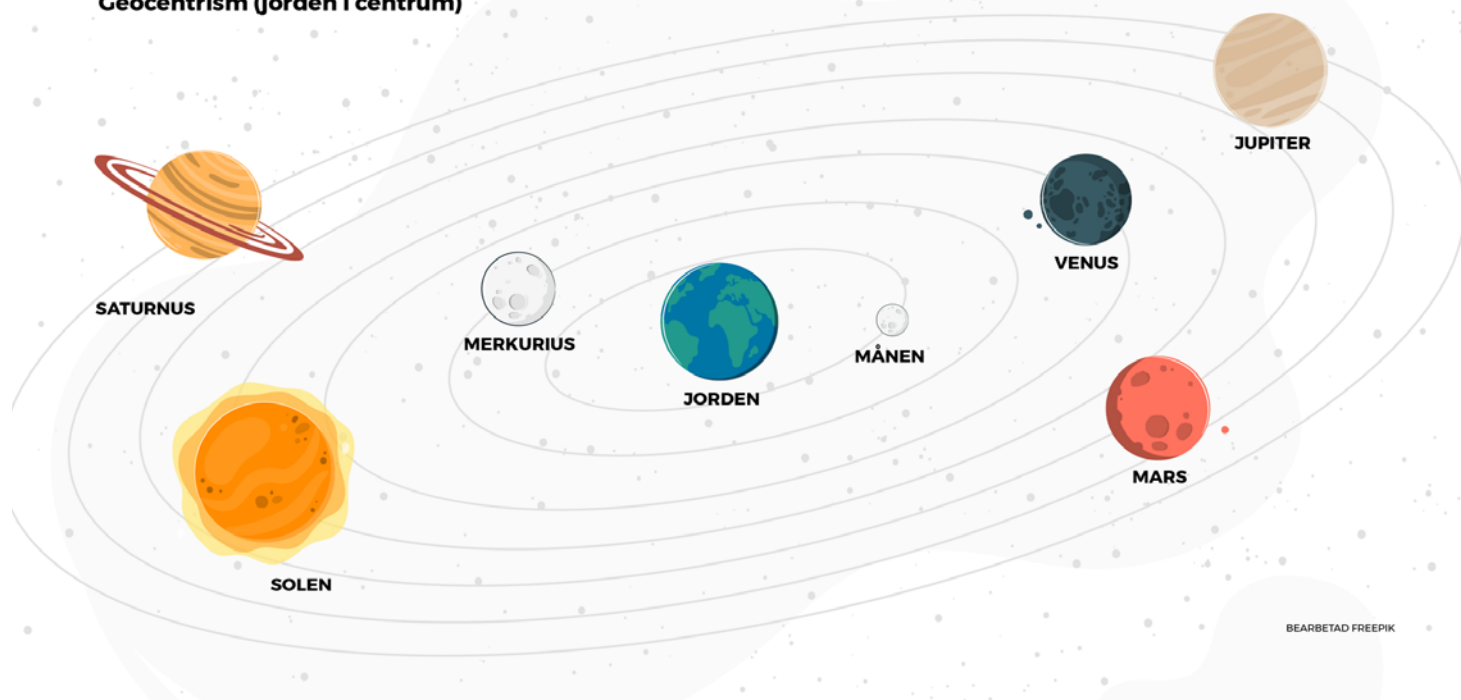 Geocentrism (jorden i centrum)
JUPITER
VENUS
SATURNUS
MERKURIUS
MÅNEN
JORDEN
MARS
SOLEN
BEARBETAD FREEPIK